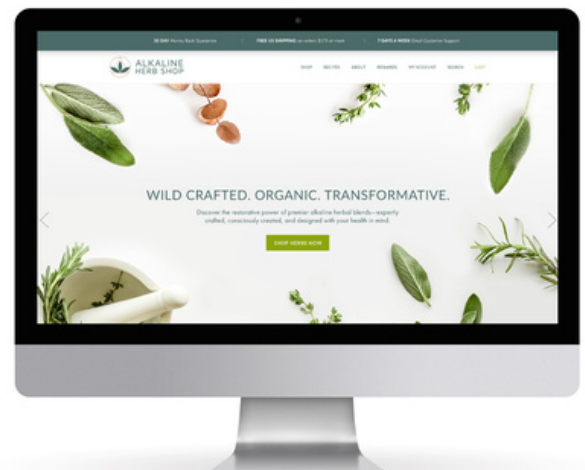 30 DAY Money Back Guarantee
FREE US SHIPPING on orders $175 or more
7 DAYS A WEEK Email Customer Support
ALKALINE
HERB SHOP
SHOP RECIPES ABOUT REWARDS MY ACCOUNT SEARCH CART
WILD CRAFTED. ORGANIC. TRANSFORMATIVE.
Discover the restorative power of premier alkaline herbal blends—expertly
crafted, consciously created, and designed with your health in mind.
SHOP HERBS NOW